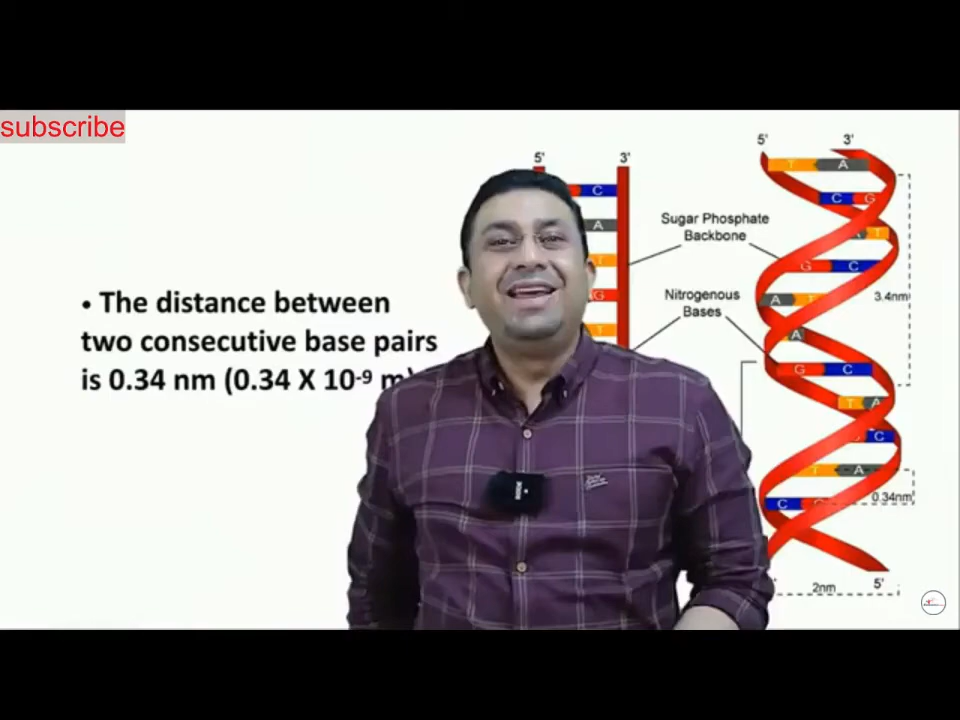 subscribe
• The distance between
two consecutive base pairs
is 0.34 nm (0.34 X 10-9 m)
5' 3'
C
A
T
G
T
Sugar Phosphate
Backbone
Nitrogenous
Bases
5' 3'
T A
C G
A T
G C
A T
A
G C
T A
C
T A
C G
3.4nm
0.34nm
2nm
5'